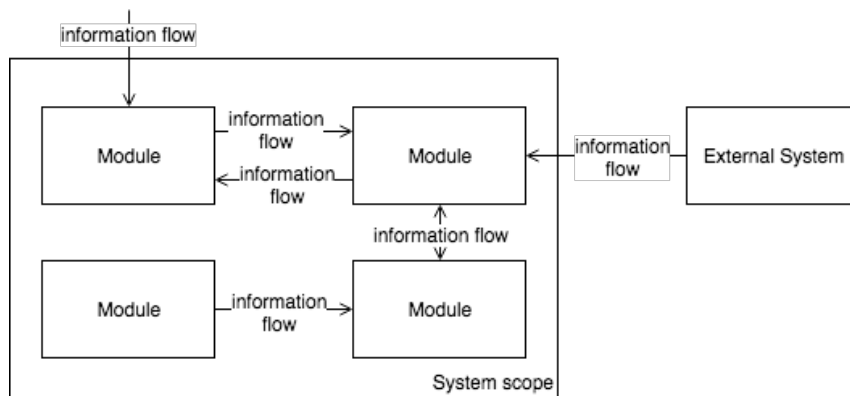 information flow
information
flow
Module
Module
information
flow
information
flow
External System
information flow
Module
information
flow
Module
System scope